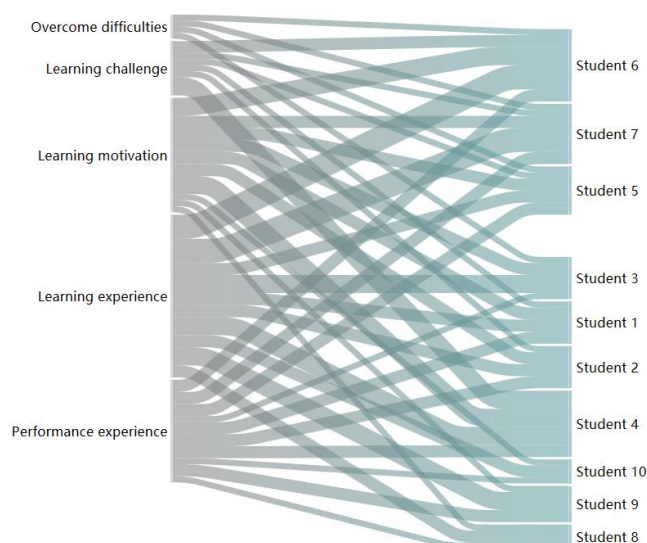 Overcome difficulties
Learning challenge
Learning motivation
Learning experience
Performance experience
Student 6
Student 7
Student 5
Student 3
Student 1
Student 2
Student 4
Student 10
Student 9
Student 8